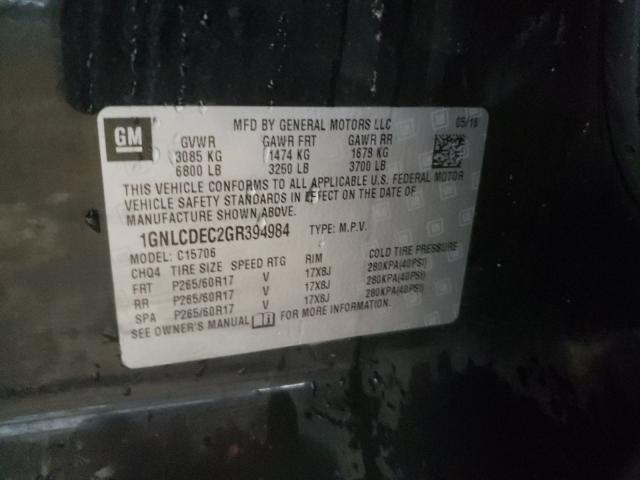 GM
MFD BY GENERAL MOTORS LLC 05/16
GVWR GAWR FRT GAWR RR
3085 KG 1474 KG 1679 KG
6800 LB 3250 LB 3700 LB
THIS VEHICLE CONFORMS TO ALL APPLICABLE U.S. FEDERAL MOTOR
VEHICLE SAFETY STANDARDS IN EFFECT ON THE DATE OF
MANUFACTURE SHOWN ABOVE.
1GNLCDEC2GR394984 TYPE: M.P.V.
MODEL: C15706
CHQ4 TIRE SIZE SPEED RTG RIM COLD TIRE PRESSURE
FRT P265/60R17 V 17X8J 280KPA(40PSI)
RR P265/60R17 V 17X8J 280KPA(40PSI)
SPA P265/60R17 V 17X8J 280KPA(40PSI)
SEE OWNER'S MANUAL FOR MORE INFORMATION.